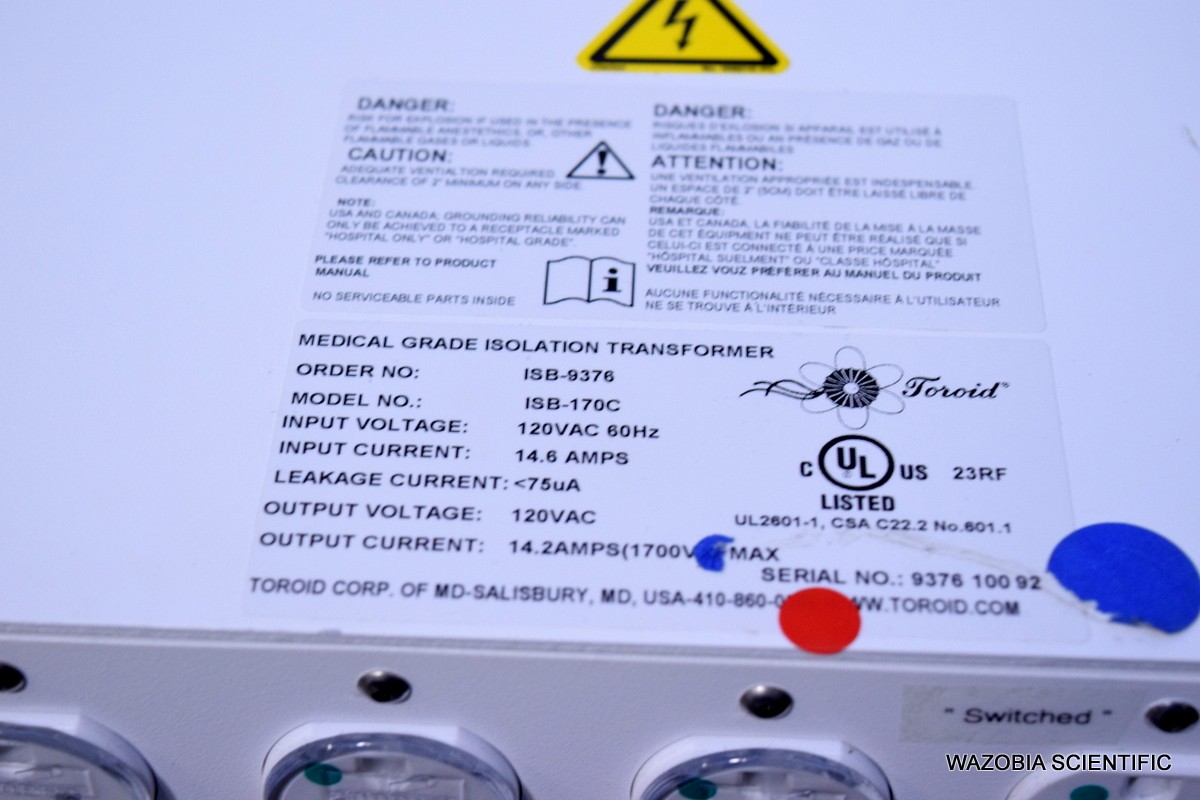 DANGER:
RISK FOR EXPLOSION IF USED IN THE PRESENCE
OF FLAMMABLE ANESTETHICS, OR, OTHER
FLAMMABLE GASES OR LIQUIDS.
CAUTION:
ADEQUATE VENTIALTION REQUIRED.
CLEARANCE OF 2" MINIMUM ON ANY SIDE.
NOTE:
USA AND CANADA; GROUNDING RELIABILITY CAN
ONLY BE ACHIEVED TO A RECEPTACLE MARKED
"HOSPITAL ONLY" OR "HOSPITAL GRADE".
PLEASE REFER TO PRODUCT
MANUAL
NO SERVICEABLE PARTS INSIDE
DANGER:
RISQUES D'EXLOSION SI APPARAIL EST UTILISÉ À
INFLAMMABLES OU AN PRÉSENCE DE GAZ OU DE
LIQUIDES FLAMMABILES
ATTENTION:
UNE VENTILATION APPROPRIÉE EST INDESPENSABLE.
UN ESPACE DE 2" (5CM) DOIT ÊTRE LAISSÉ LIBRE DE
CHAQUE CÔTÉ.
REMARQUE:
USA ET CANADA, LA FIABILITÉ DE LA MISE À LA MASSE
DE CET ÉQUIPMENT NE PEUT ÊTRE RÉALISÉ QUE SI
CELUI-CI EST CONNECTÉ À UNE PRICE MARQUÉE
"HÔSPITAL SUELMENT" OU "CLASSE HÔSPITAL"
VEUILLEZ VOUZ PRÉFÉRER AU MANUEL DU PRODUIT
AUCUNE FUNCTIONALITÉ NÉCESSAIRE À L'UTILISATEUR
NE SE TROUVE À L'INTÉRIEUR
MEDICAL GRADE ISOLATION TRANSFORMER
ORDER NO: ISB-9376
MODEL NO.: ISB-170C
INPUT VOLTAGE: 120VAC 60Hz
INPUT CURRENT: 14.6 AMPS
LEAKAGE CURRENT: <75uA
OUTPUT VOLTAGE: 120VAC
OUTPUT CURRENT: 14.2AMPS(1700V MAX
Toroid®
C UL US 23RF
LISTED
UL2601-1, CSA C22.2 No.601.1
SERIAL NO.: 9376 100 92
TOROID CORP. OF MD-SALISBURY, MD, USA-410-860- WW.TOROID.COM
" Switched "
WAZOBIA SCIENTIFIC